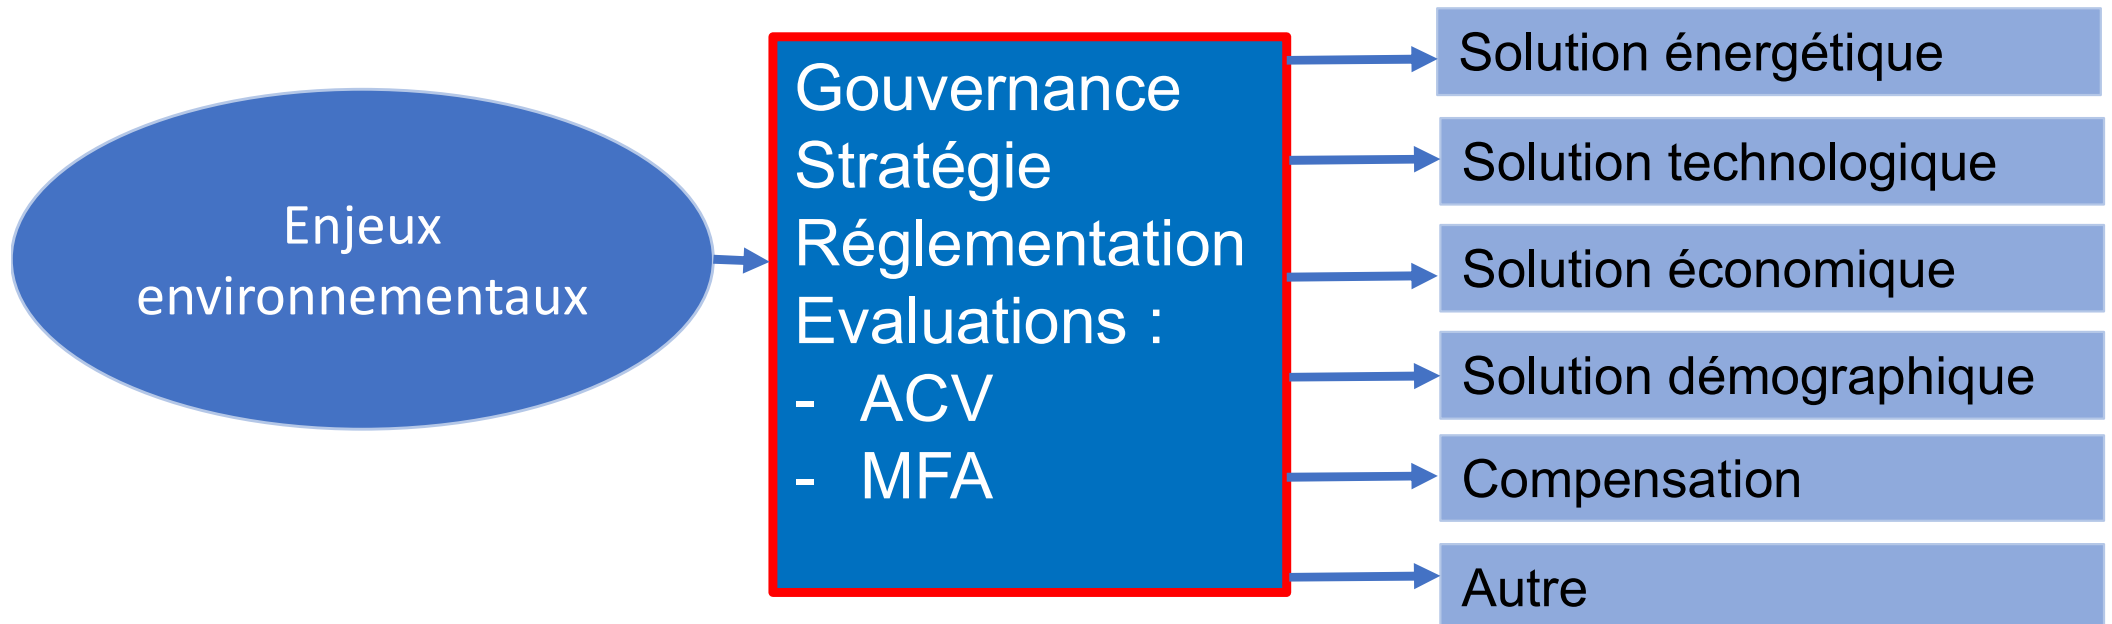 Enjeux
environnementaux
Gouvernance
Stratégie
Réglementation
Evaluations :
- ACV
- MFA
Solution énergétique
Solution technologique
Solution économique
Solution démographique
Compensation
Autre